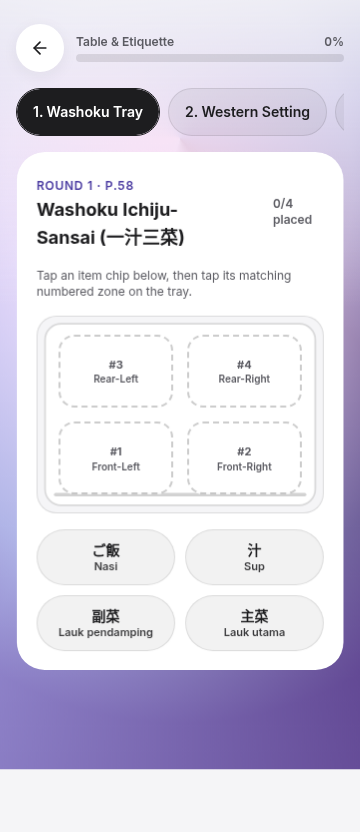 Table & Etiquette
0%
1. Washoku Tray
2. Western Setting
ROUND 1 · P.58
Washoku Ichiju-
Sansai (一汁三菜)
0/4
placed
Tap an item chip below, then tap its matching
numbered zone on the tray.
#3
Rear-Left
#4
Rear-Right
#1
Front-Left
#2
Front-Right
ご飯
Nasi
汁
Sup
副菜
Lauk pendamping
主菜
Lauk utama